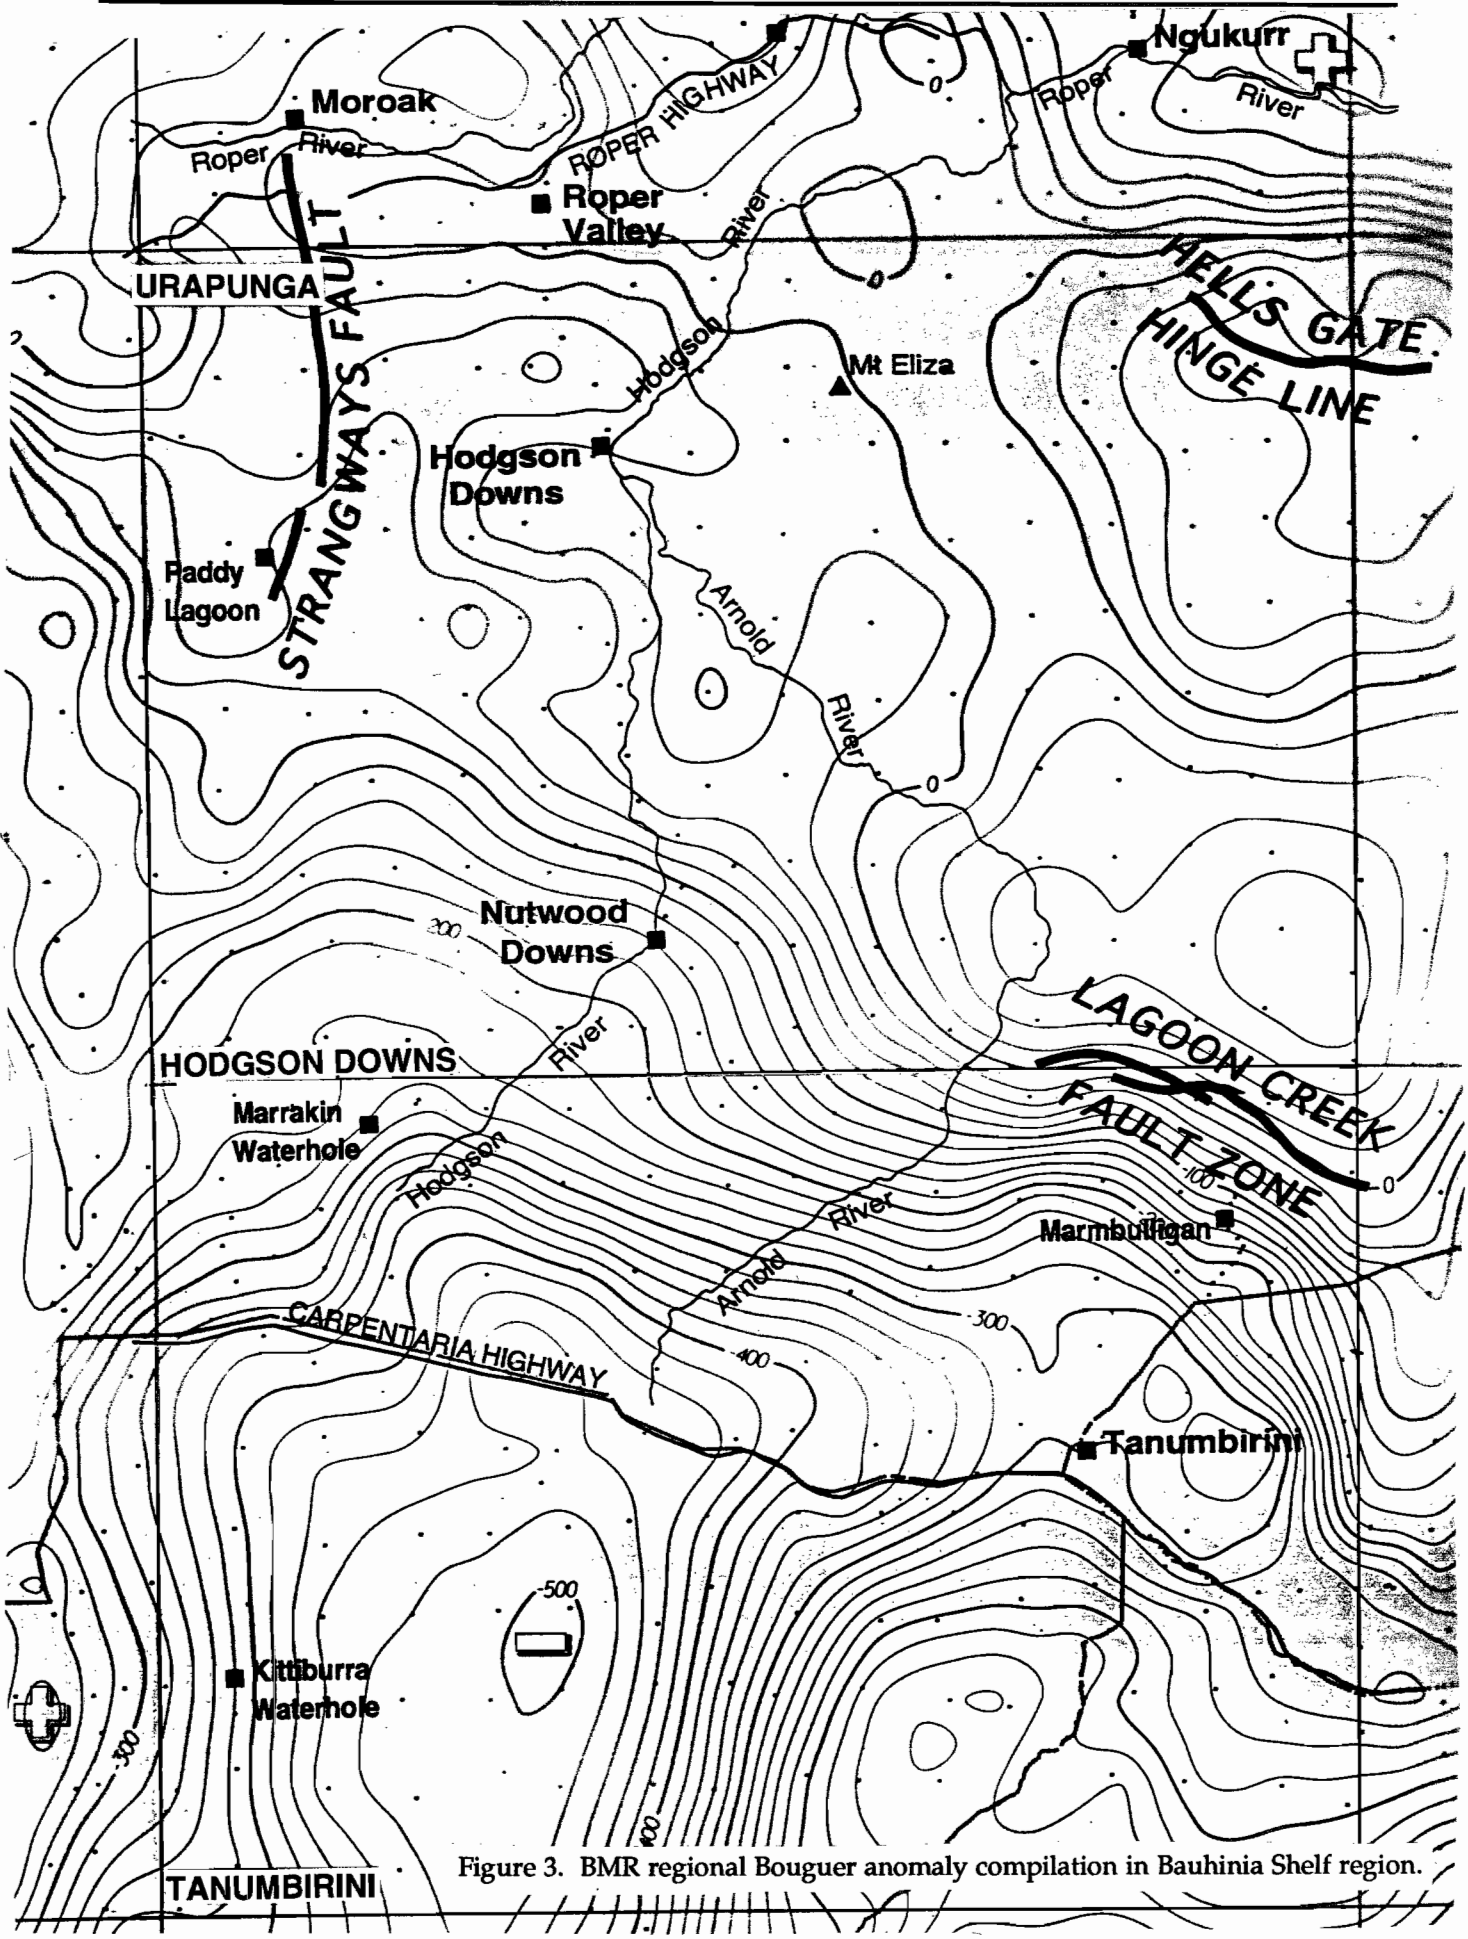 Ngukurr
Moroak
Roper River
ROPER HIGHWAY
Roper
River
Roper
Valley
River
URAPUNGA
STRANGWAYS FAULT
0
0
HELLS GATE
HINGE LINE
Hodgson
Mt Eliza
Hodgson
Downs
Paddy
Lagoon
Arnold
River
0
200
Nutwood
Downs
River
HODGSON DOWNS
LAGOON CREEK
FAULT ZONE
Marrakin
Waterhole
Hodgson
-100
0
River
Marmbulligan
Arnold
CARPENTARIA HIGHWAY
-300
400
Tanumbirini
-500
Kittiburra
Waterhole
-300
400
Figure 3. BMR regional Bouguer anomaly compilation in Bauhinia Shelf region.
TANUMBIRINI